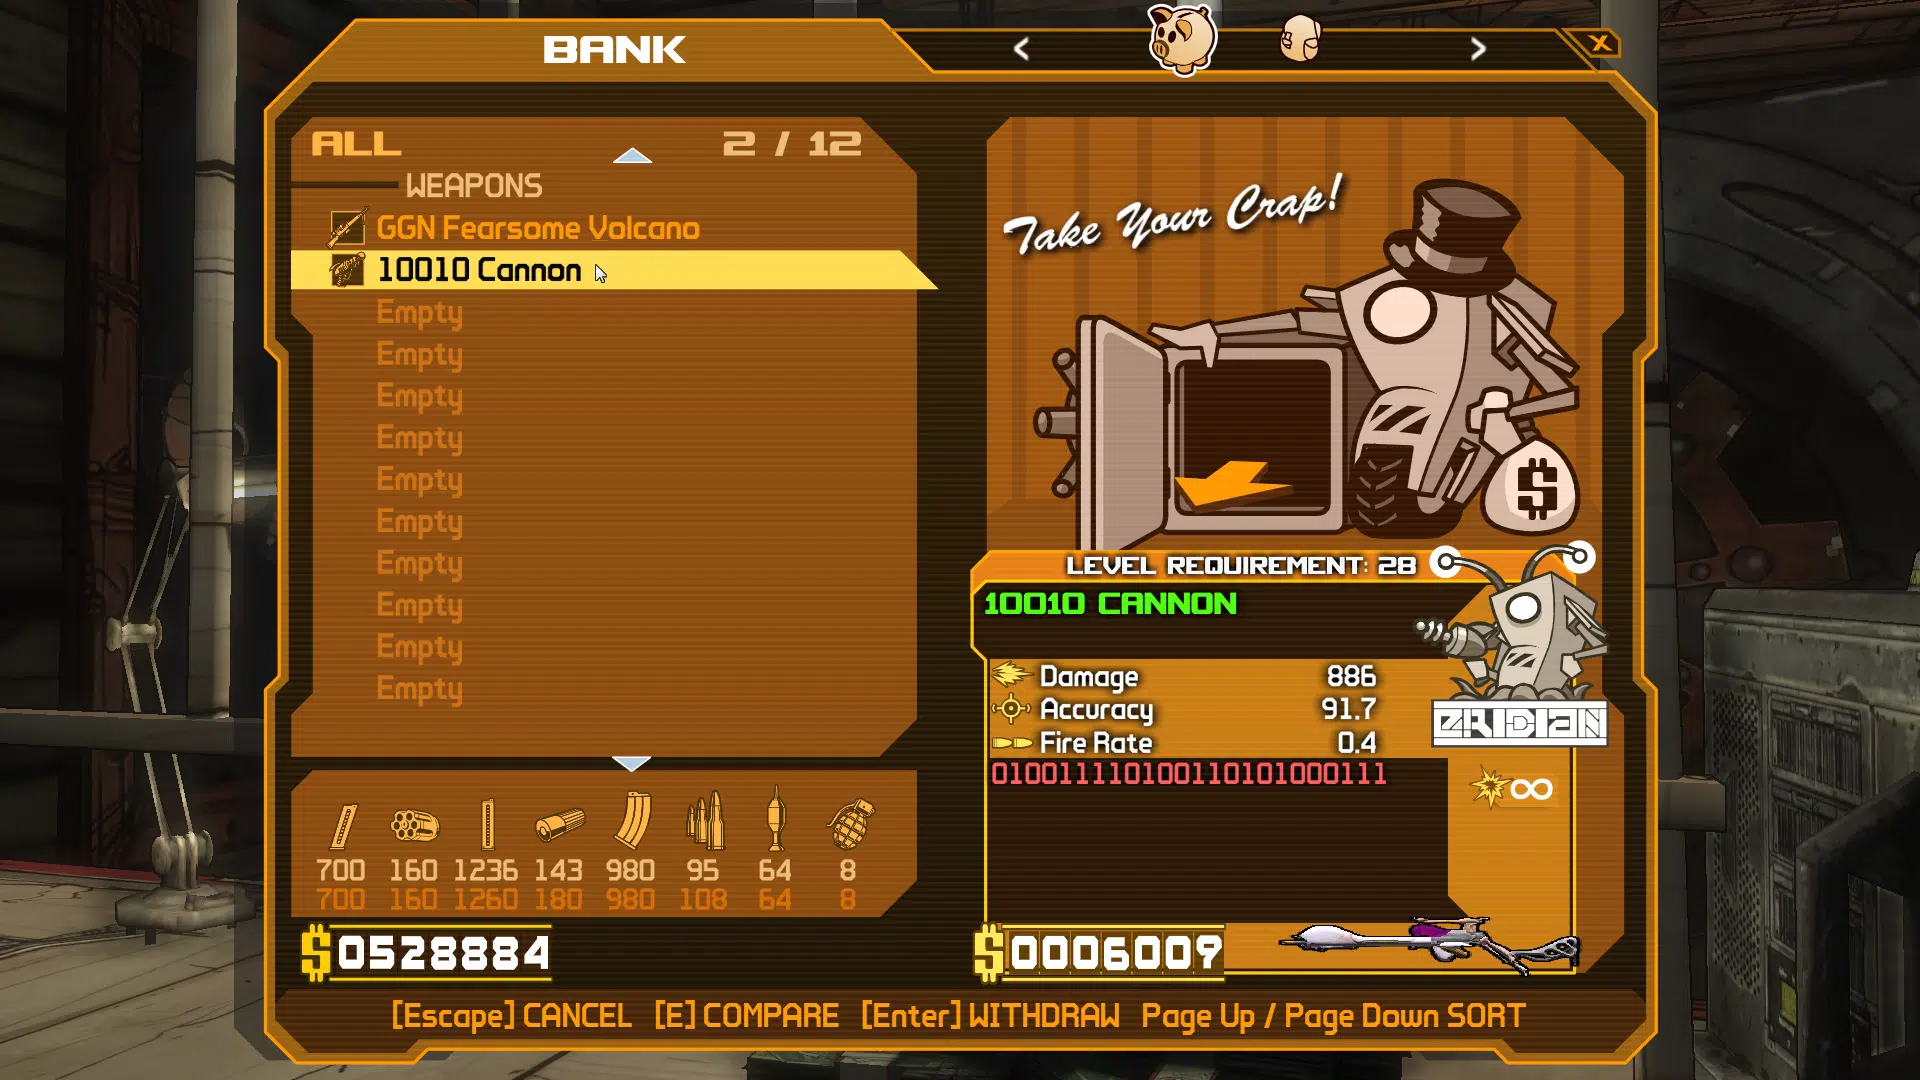 BANK
X
ALL 2 / 12
WEAPONS
GGN Fearsome Volcano
10010 Cannon
Empty
Empty
Empty
Empty
Empty
Empty
Empty
Empty
Empty
Empty
700 160 1236 143 980 95 64 8
700 160 1260 180 980 108 64 8
$0528884
Take Your Crap!
$
LEVEL REQUIREMENT: 28
10010 CANNON
Damage 886
Accuracy 91.7
Fire Rate 0.4
010011110100110101000111
ERIDIAN
∞
$0006009
[Escape] CANCEL [E] COMPARE [Enter] WITHDRAW Page Up / Page Down SORT